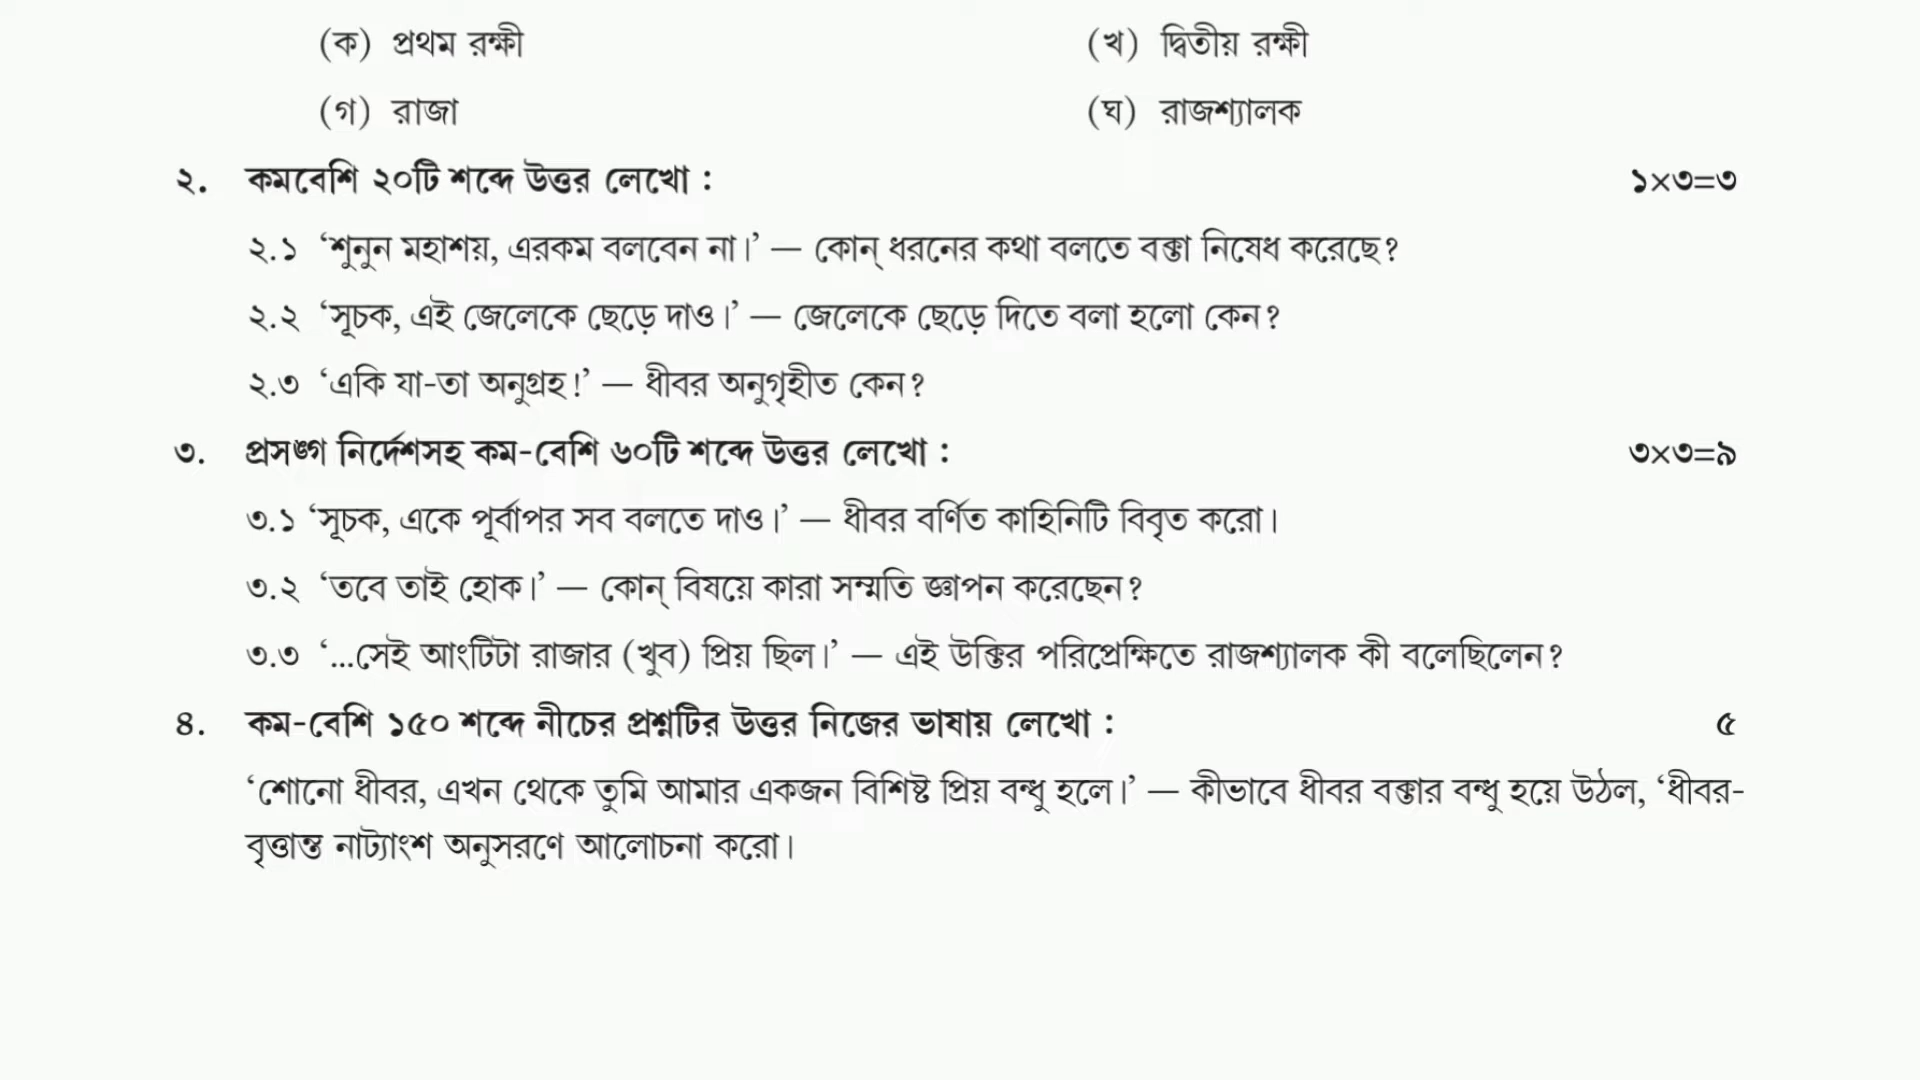 (ক) প্রথম রক্ষী (খ) দ্বিতীয় রক্ষী
(গ) রাজা (ঘ) রাজশ্যালক
২. কমবেশি ২০টি শব্দে উত্তর লেখো : ১×৩=৩
২.১ ‘শুনুন মহাশয়, এরকম বলবেন না।’ — কোন্ ধরনের কথা বলতে বক্তা নিষেধ করেছে?
২.২ ‘সূচক, এই জেলেকে ছেড়ে দাও।’ — জেলেকে ছেড়ে দিতে বলা হলো কেন?
২.৩ ‘একি যা-তা অনুগ্রহ!’ — ধীবর অনুগৃহীত কেন?
৩. প্রসঙ্গ নির্দেশসহ কম-বেশি ৬০টি শব্দে উত্তর লেখো : ৩×৩=৯
৩.১ ‘সূচক, একে পূর্বাপর সব বলতে দাও।’ — ধীবর বর্ণিত কাহিনিটি বিবৃত করো।
৩.২ ‘তবে তাই হোক।’ — কোন্ বিষয়ে কারা সম্মতি জ্ঞাপন করেছেন?
৩.৩ ‘...সেই আংটিটা রাজার (খুব) প্রিয় ছিল।’ — এই উক্তির পরিপ্রেক্ষিতে রাজশ্যালক কী বলেছিলেন?
৪. কম-বেশি ১৫০ শব্দে নীচের প্রশ্নটির উত্তর নিজের ভাষায় লেখো : ৫
‘শোনো ধীবর, এখন থেকে তুমি আমার একজন বিশিষ্ট প্রিয় বন্ধু হলে।’ — কীভাবে ধীবর বক্তার বন্ধু হয়ে উঠল, ‘ধীবর-
বৃত্তান্ত নাট্যাংশ অনুসরণে আলোচনা করো।